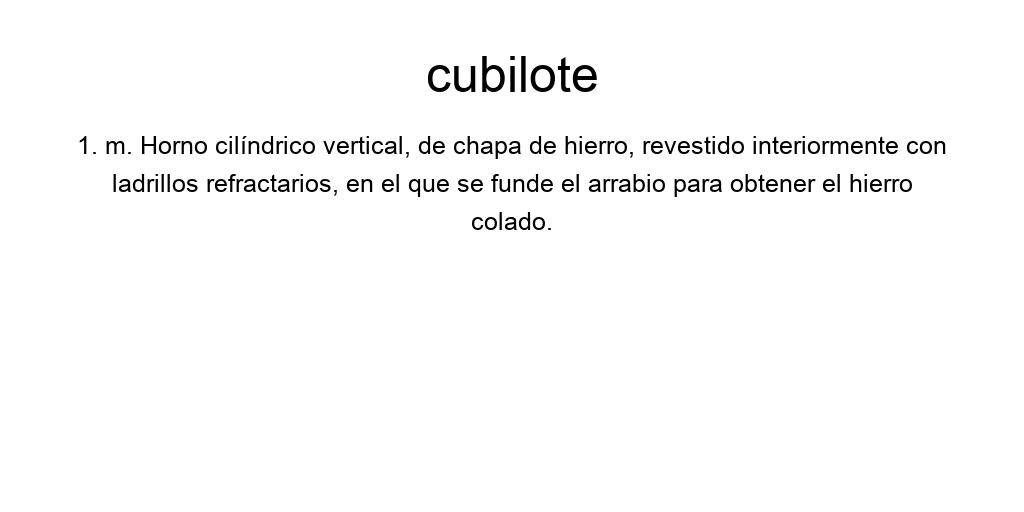 cubilote
1. m. Horno cilíndrico vertical, de chapa de hierro, revestido interiormente con
ladrillos refractarios, en el que se funde el arrabio para obtener el hierro
colado.